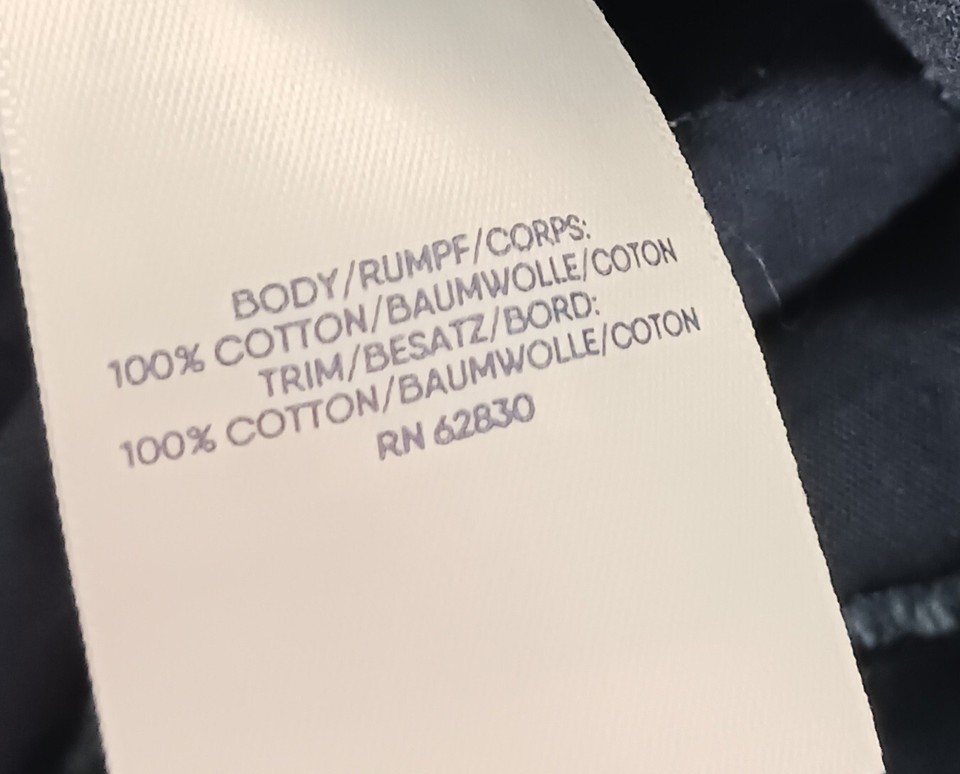 BODY/RUMPF/CORPS:
100% COTTON/BAUMWOLLE/COTON
TRIM/BESATZ/BORD:
100% COTTON/BAUMWOLLE/COTON
RN 62830